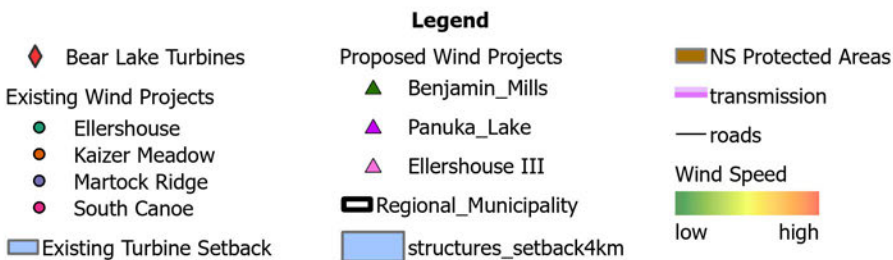 Legend
Bear Lake Turbines
Existing Wind Projects
Ellershouse
Kaizer Meadow
Martock Ridge
South Canoe
Existing Turbine Setback
Proposed Wind Projects
Benjamin_Mills
Panuka_Lake
Ellershouse III
Regional_Municipality
structures_setback4km
NS Protected Areas
transmission
roads
Wind Speed
low high